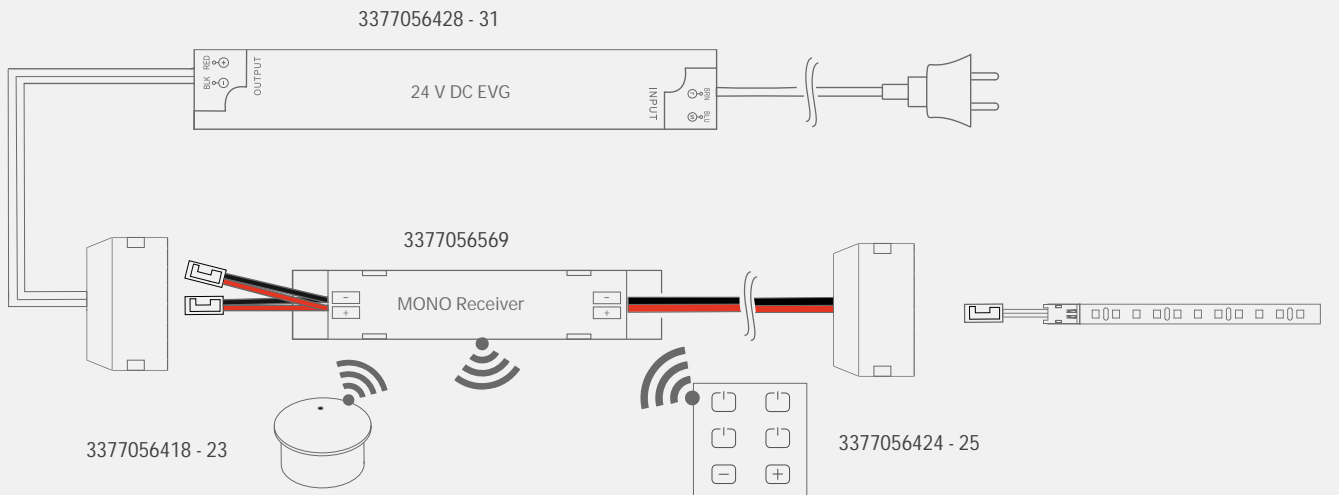 3377056428 - 31
RED +
BLK −
OUTPUT
24 V DC EVG
INPUT
BRN
BLU
3377056569
MONO Receiver
−
+
−
+
3377056418 - 23
3377056424 - 25
− +